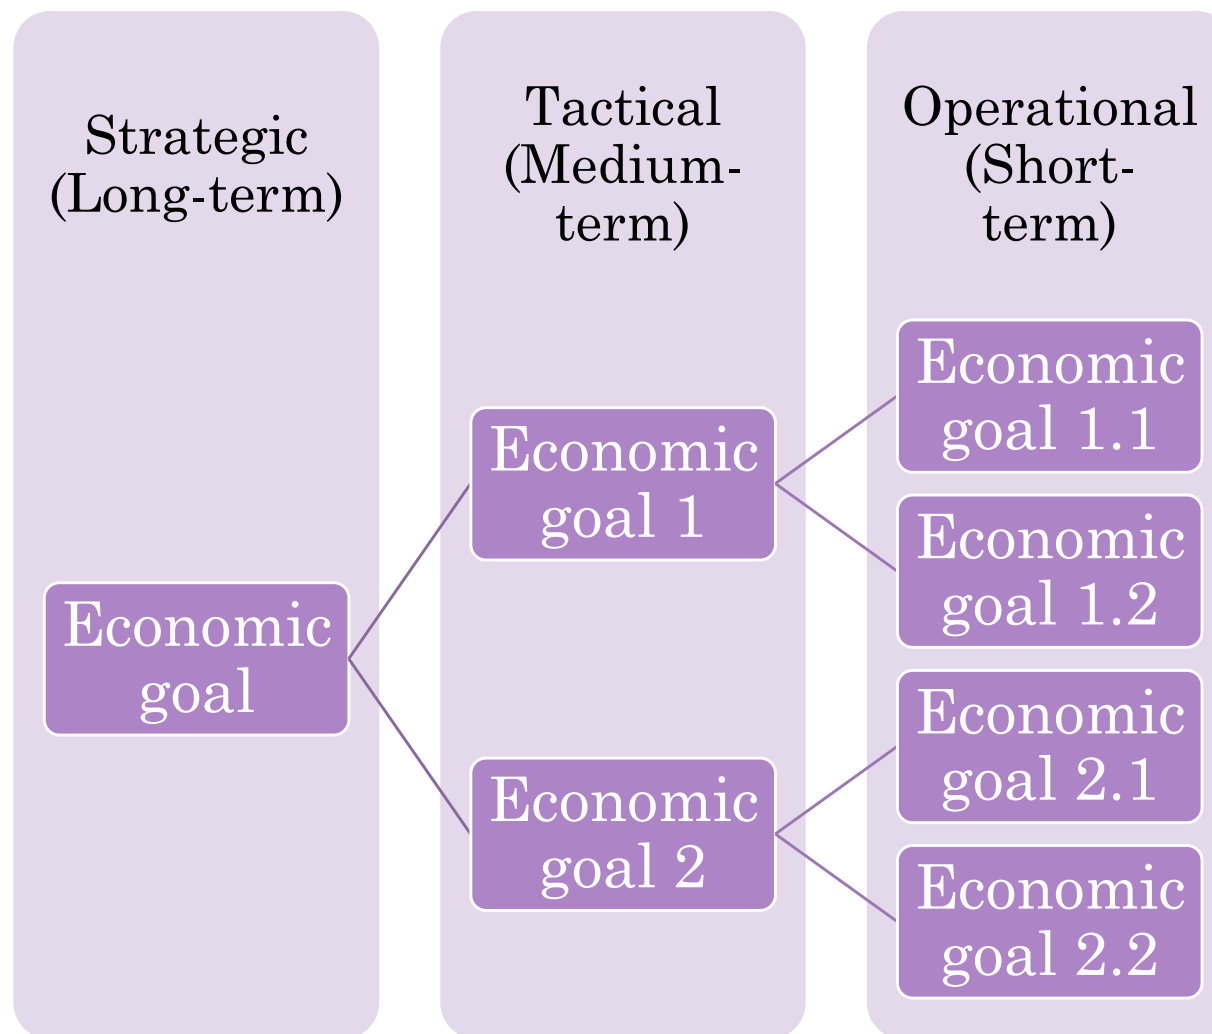 Strategic
(Long-term)
Tactical
(Medium-
term)
Operational
(Short-
term)
Economic
goal
Economic
goal 1
Economic
goal 2
Economic
goal 1.1
Economic
goal 1.2
Economic
goal 2.1
Economic
goal 2.2